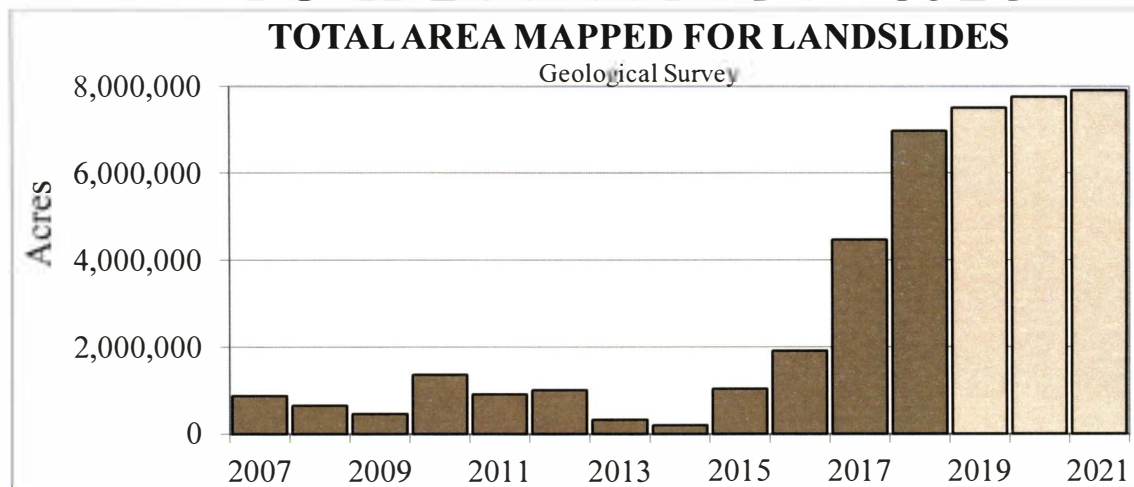 TOTAL AREA MAPPED FOR LANDSLIDES
Geological Survey
8,000,000
6,000,000
4,000,000
2,000,000
0
Acres
2007 2009 2011 2013 2015 2017 2019 2021